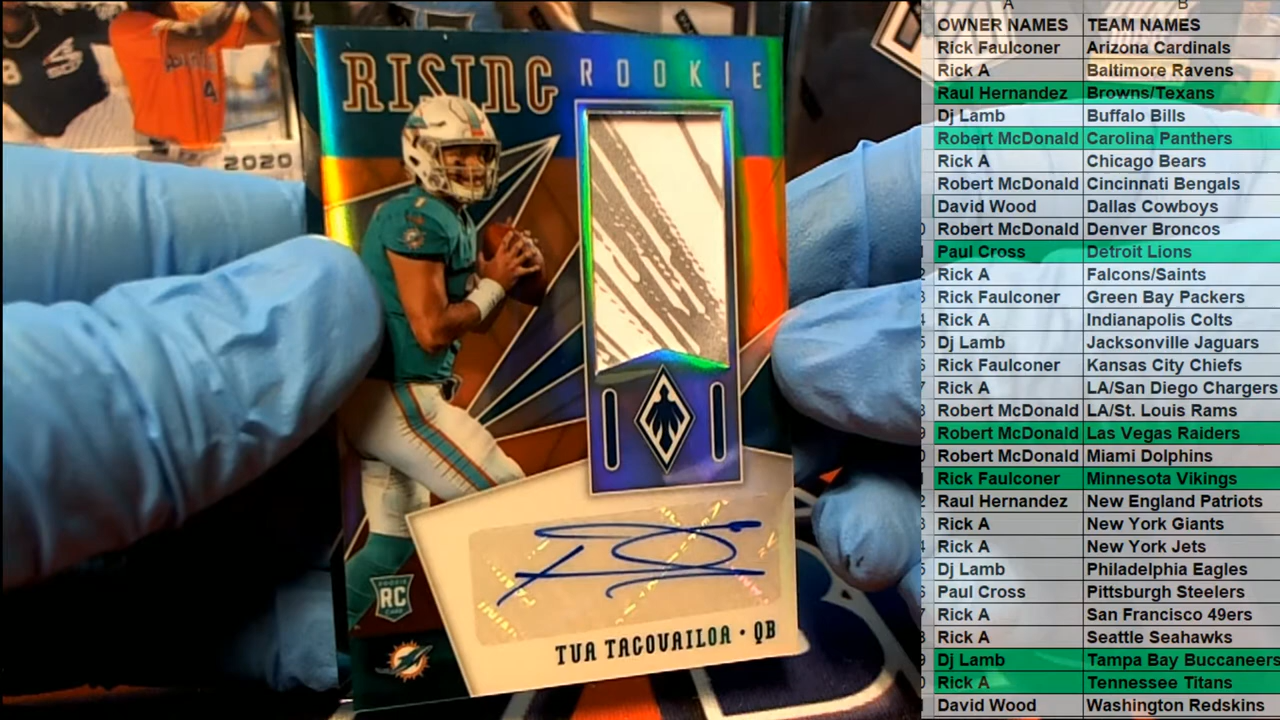 RISING ROOKIE
ROOKIE
RC
TUA TAGOVAILOA • QB
2020
4
A B
OWNER NAMES TEAM NAMES
Rick Faulconer Arizona Cardinals
Rick A Baltimore Ravens
Raul Hernandez Browns/Texans
Dj Lamb Buffalo Bills
Robert McDonald Carolina Panthers
Rick A Chicago Bears
Robert McDonald Cincinnati Bengals
David Wood Dallas Cowboys
Robert McDonald Denver Broncos
Paul Cross Detroit Lions
Rick A Falcons/Saints
Rick Faulconer Green Bay Packers
Rick A Indianapolis Colts
Dj Lamb Jacksonville Jaguars
Rick Faulconer Kansas City Chiefs
Rick A LA/San Diego Chargers
Robert McDonald LA/St. Louis Rams
Robert McDonald Las Vegas Raiders
Robert McDonald Miami Dolphins
Rick Faulconer Minnesota Vikings
Raul Hernandez New England Patriots
Rick A New York Giants
Rick A New York Jets
Dj Lamb Philadelphia Eagles
Paul Cross Pittsburgh Steelers
Rick A San Francisco 49ers
Rick A Seattle Seahawks
Dj Lamb Tampa Bay Buccaneers
Rick A Tennessee Titans
David Wood Washington Redskins